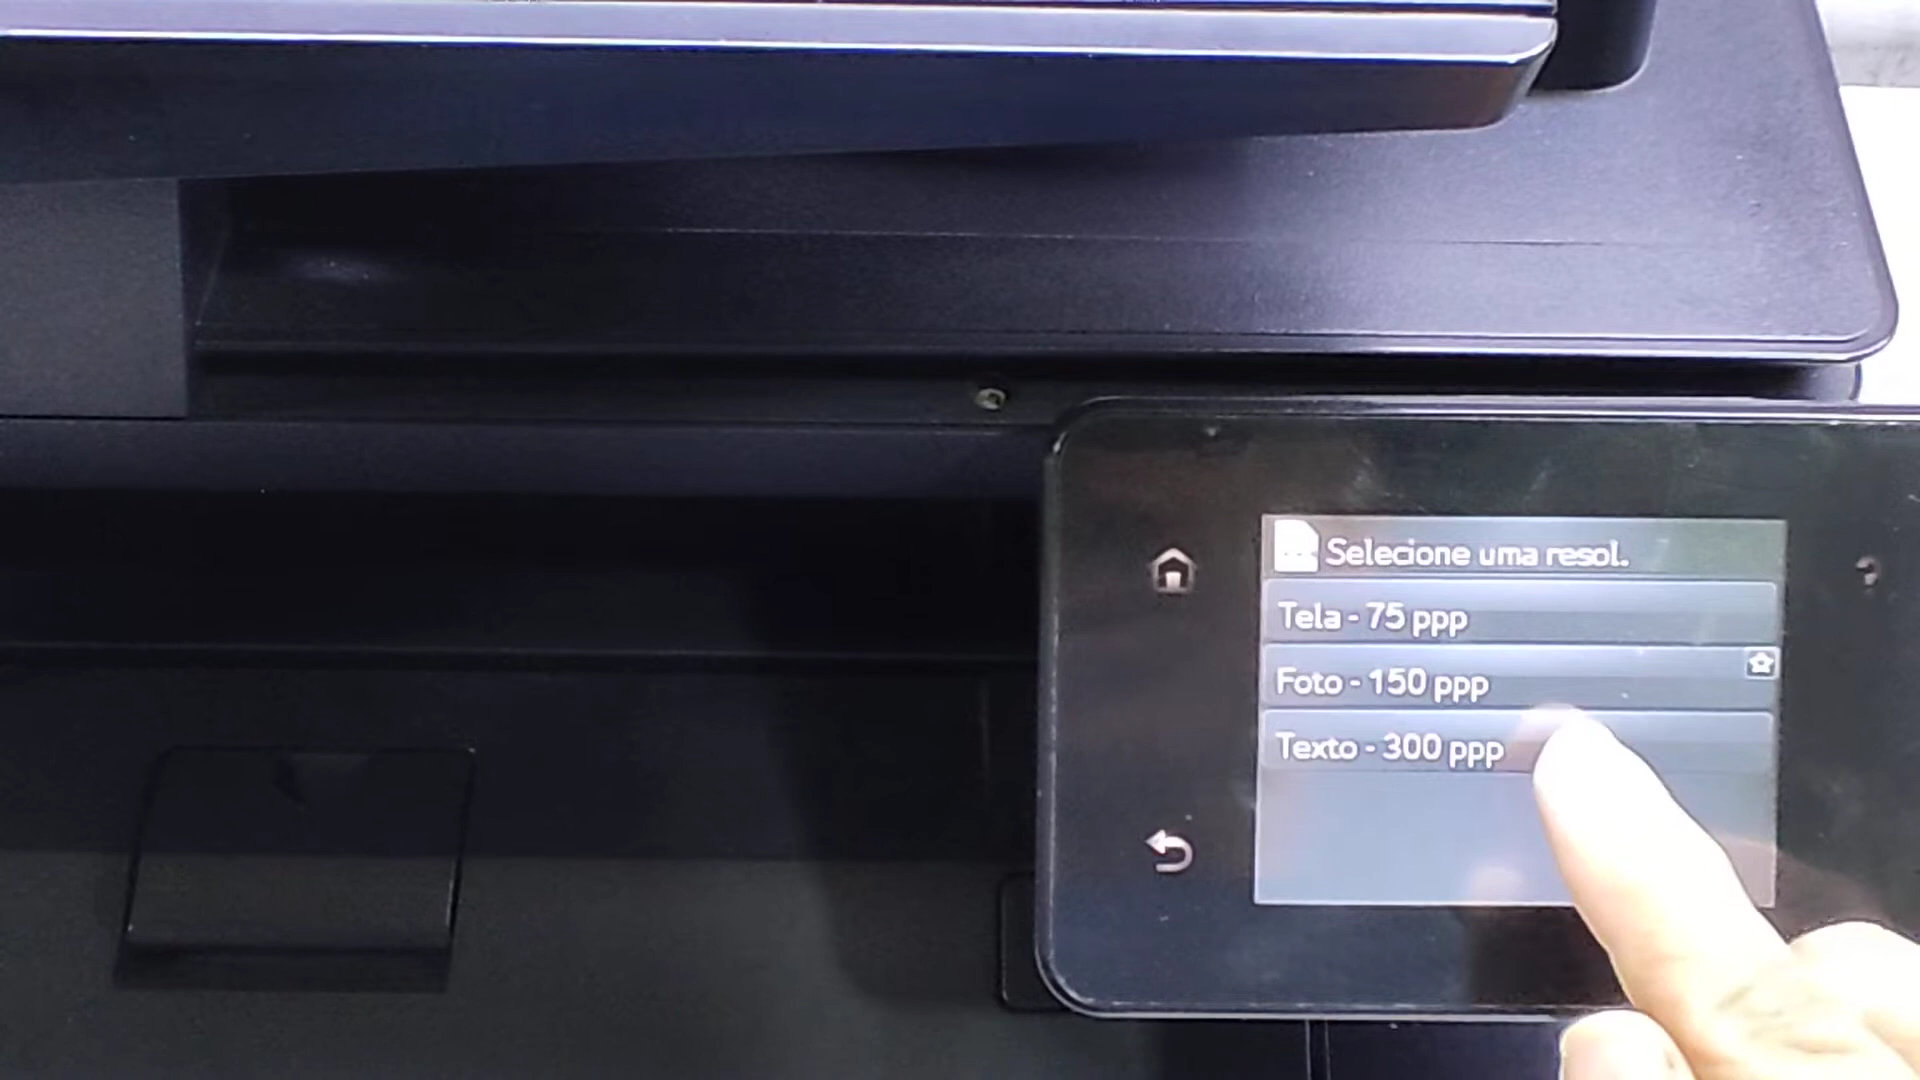 Selecione uma resol.
Tela - 75 ppp
Foto - 150 ppp
Texto - 300 ppp